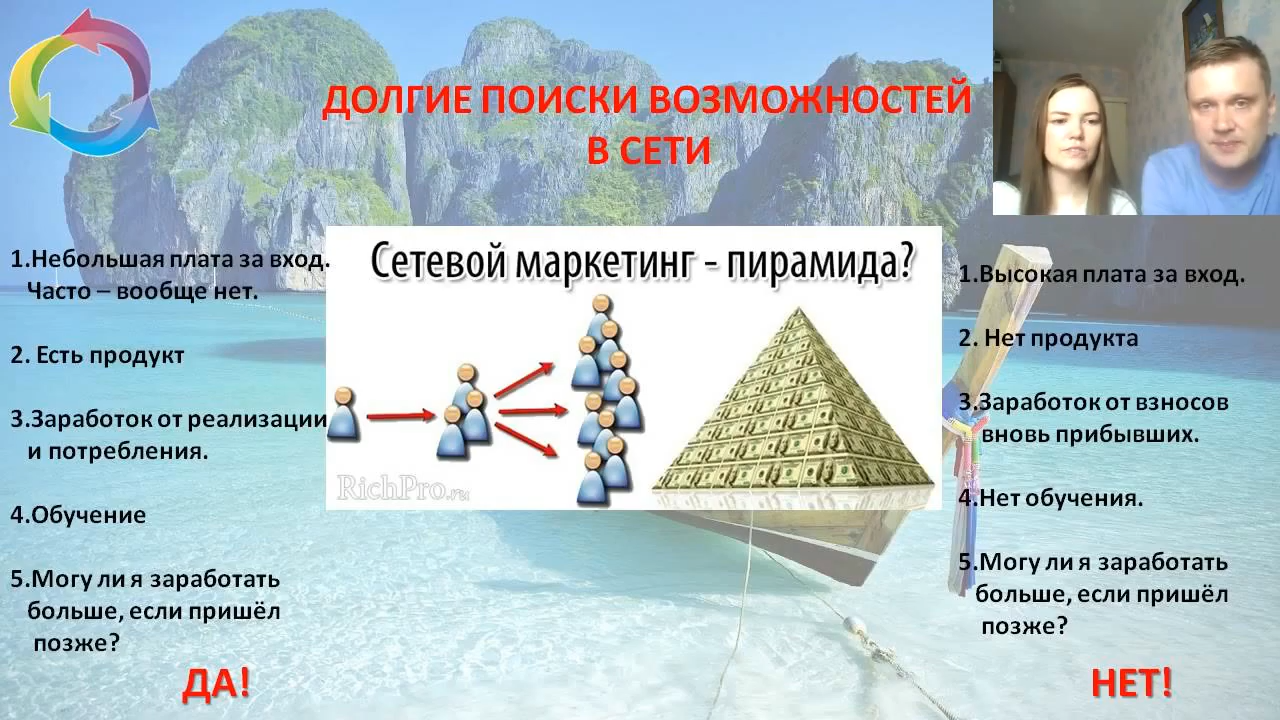 ДОЛГИЕ ПОИСКИ ВОЗМОЖНОСТЕЙ
В СЕТИ
1.Небольшая плата за вход.
Часто – вообще нет.
2. Есть продукт
3.Заработок от реализации
и потребления.
4.Обучение
5.Могу ли я заработать
больше, если пришёл
позже?
ДА!
Сетевой маркетинг - пирамида?
RichPro.ru
1.Высокая плата за вход.
2. Нет продукта
3.Заработок от взносов
вновь прибывших.
4.Нет обучения.
5.Могу ли я заработать
больше, если пришёл
позже?
НЕТ!